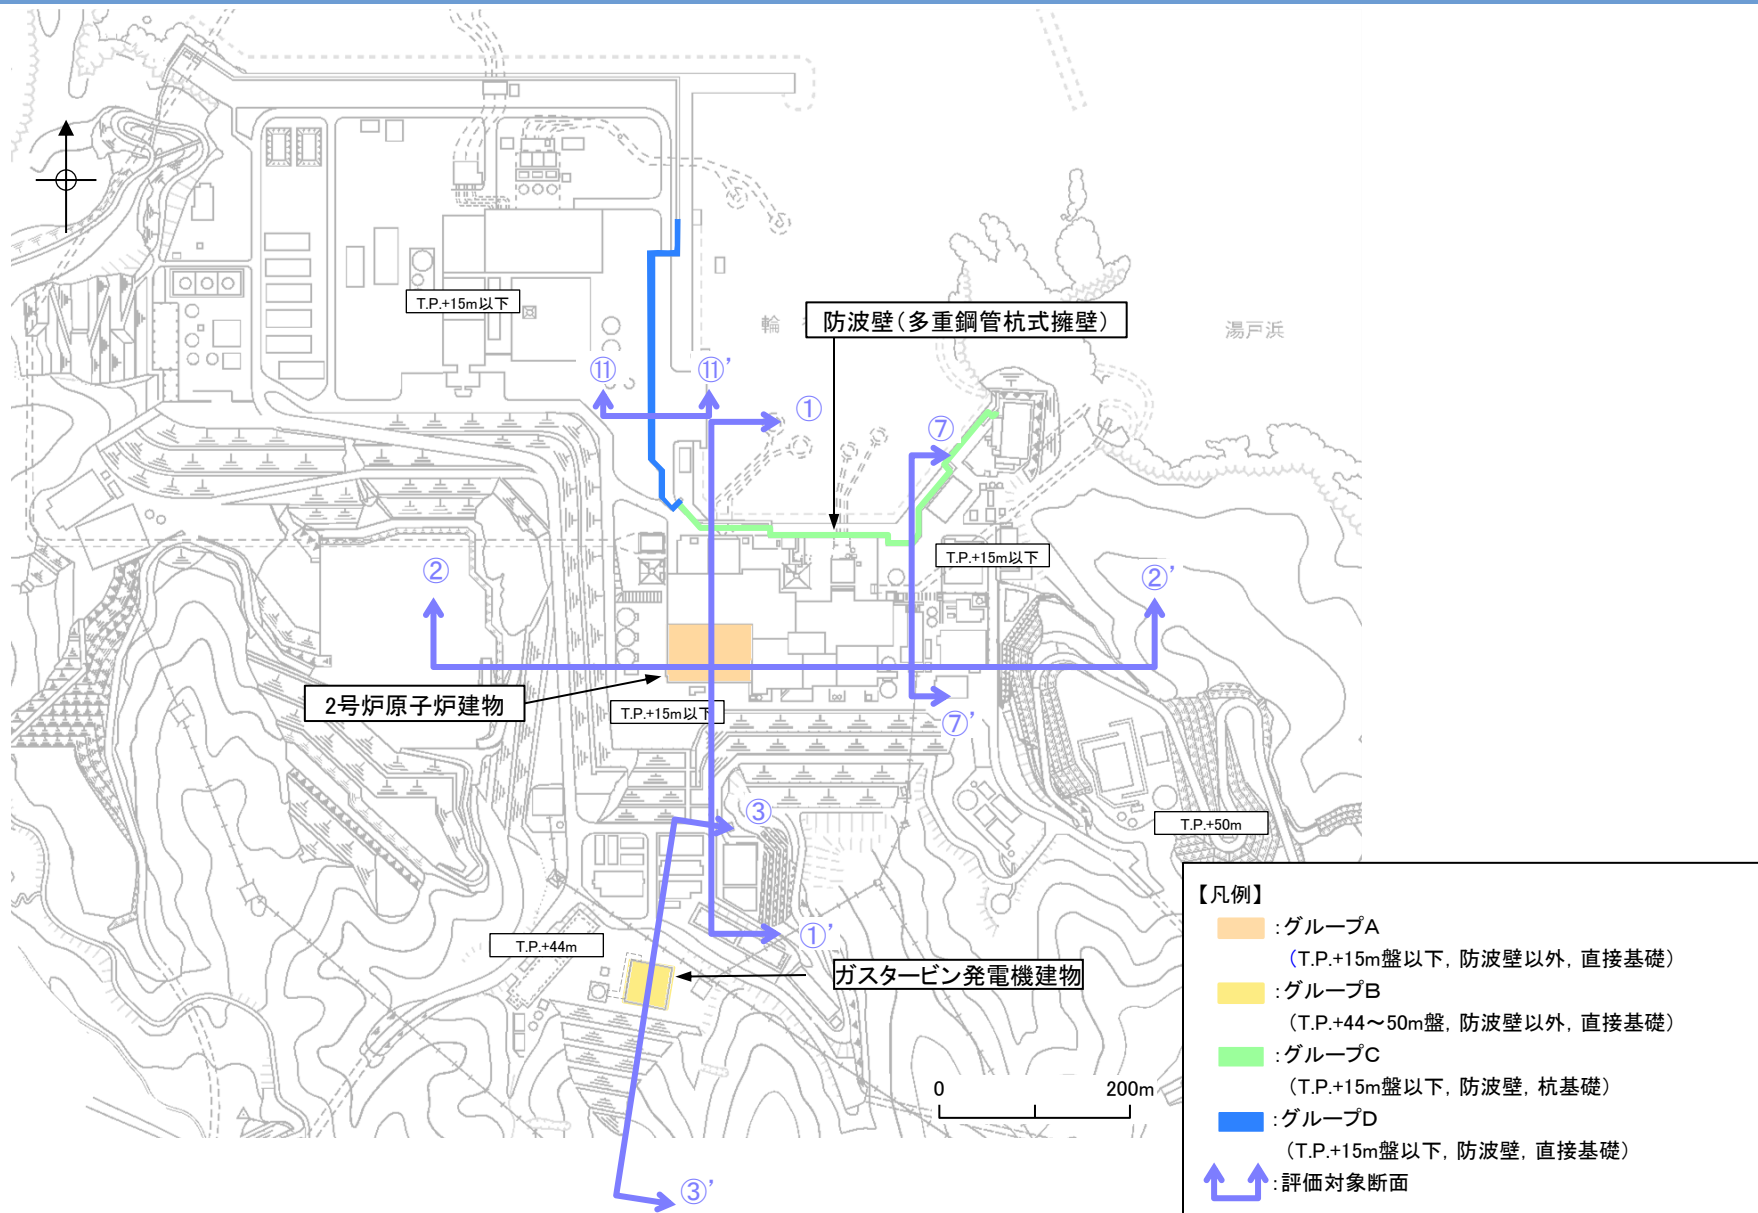 T.P.+15m以下
輪
防波壁(多重鋼管杭式擁壁)
湯戸浜
⑪
⑪'
①
⑦
T.P.+15m以下
②
②'
2号炉原子炉建物
T.P.+15m以下
⑦'
③
T.P.+50m
①'
T.P.+44m
ガスタービン発電機建物
③'
0
200m
【凡例】
:グループA
(T.P.+15m盤以下, 防波壁以外, 直接基礎)
:グループB
(T.P.+44~50m盤, 防波壁以外, 直接基礎)
:グループC
(T.P.+15m盤以下, 防波壁, 杭基礎)
:グループD
(T.P.+15m盤以下, 防波壁, 直接基礎)
:評価対象断面